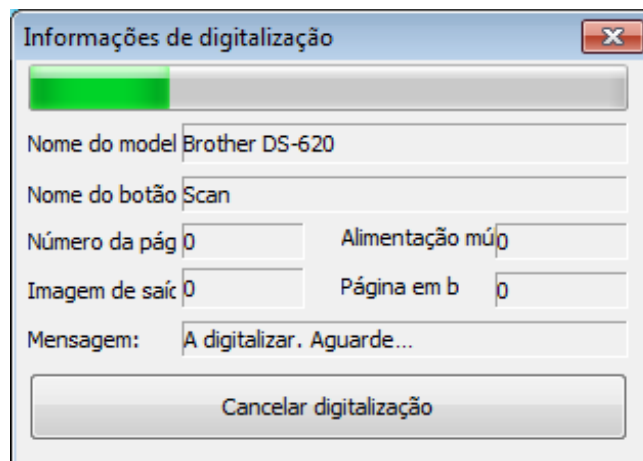 Informações de digitalização
Nome do model Brother DS-620
Nome do botão Scan
Número da pág 0 Alimentação mú 0
Imagem de saíc 0 Página em b 0
Mensagem: A digitalizar. Aguarde...
Cancelar digitalização